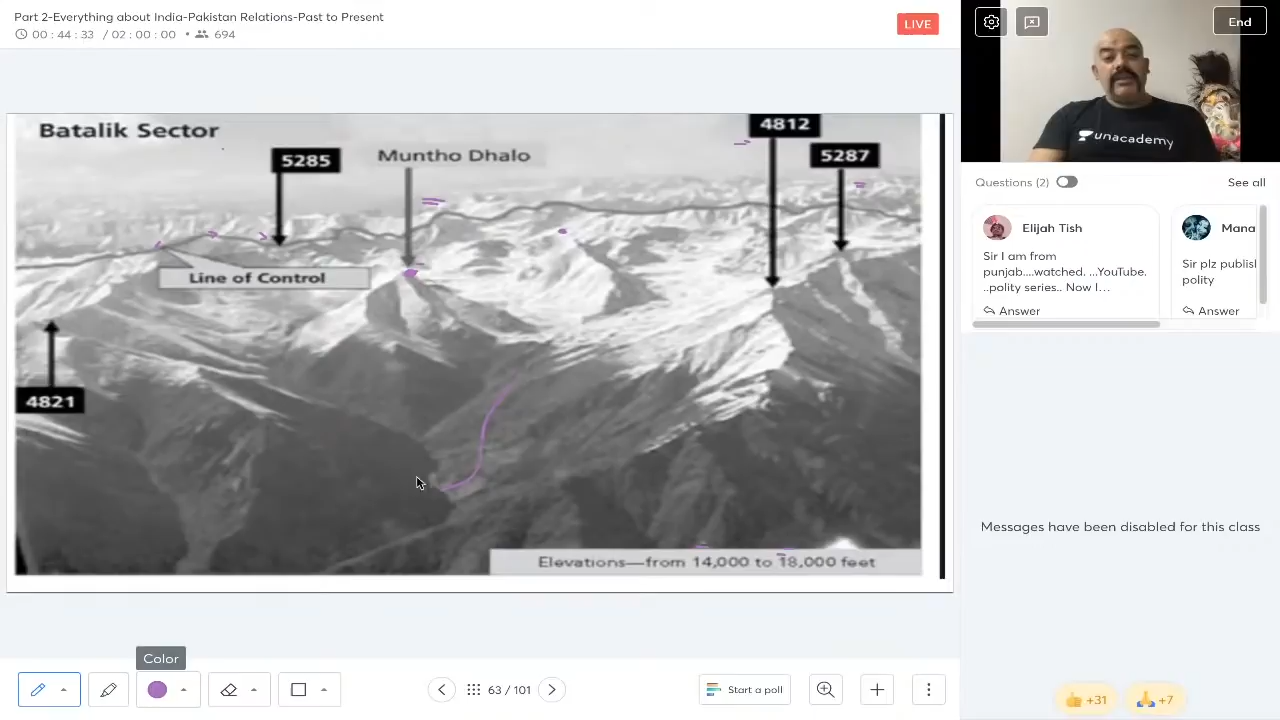 Part 2-Everything about India-Pakistan Relations-Past to Present
00 : 44 : 33 / 02 : 00 : 00 • 694
LIVE
End
unacademy
Questions (2)
See all
Elijah Tish
Sir I am from
punjab....watched. ...YouTube.
..polity series.. Now I...
Answer
Mana
Sir plz publisl
polity
Answer
Batalik Sector
5285
Muntho Dhalo
4812
5287
Line of Control
4821
Elevations—from 14,000 to 18,000 feet
Messages have been disabled for this class
Color
63 / 101
Start a poll
+31
+7